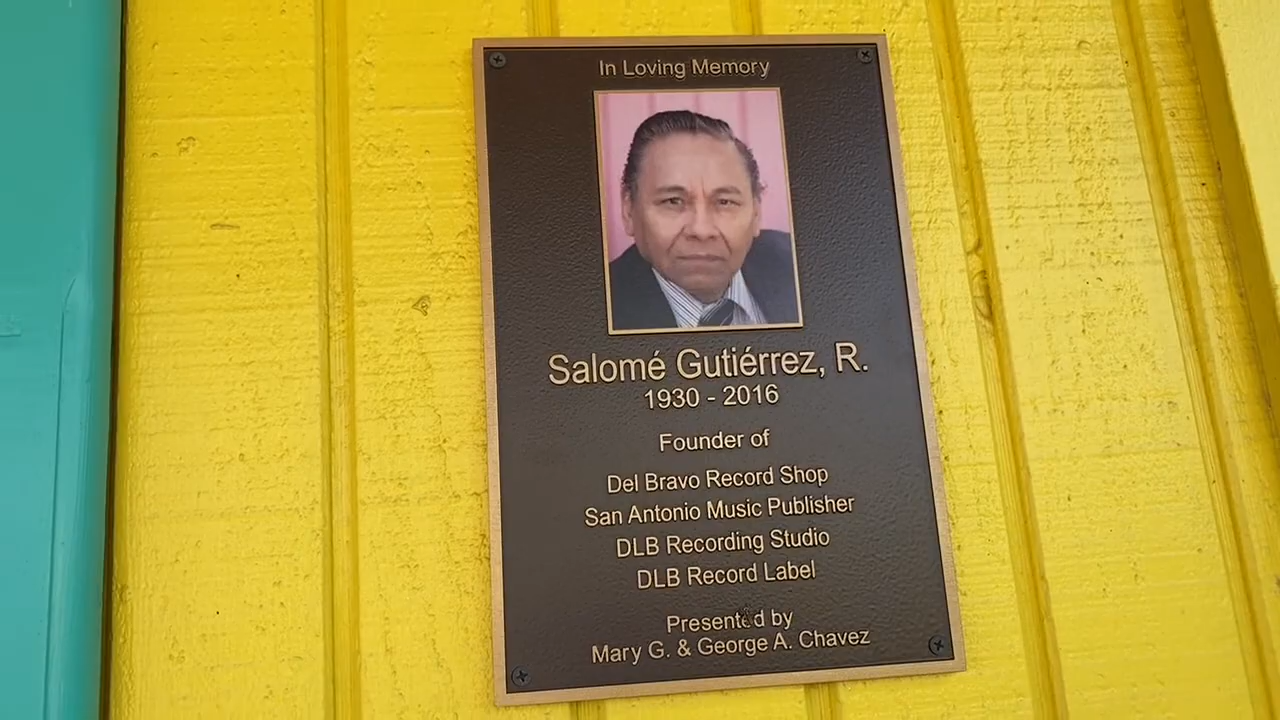 In Loving Memory
Salomé Gutiérrez, R.
1930 - 2016
Founder of
Del Bravo Record Shop
San Antonio Music Publisher
DLB Recording Studio
DLB Record Label
Presented by
Mary G. & George A. Chavez